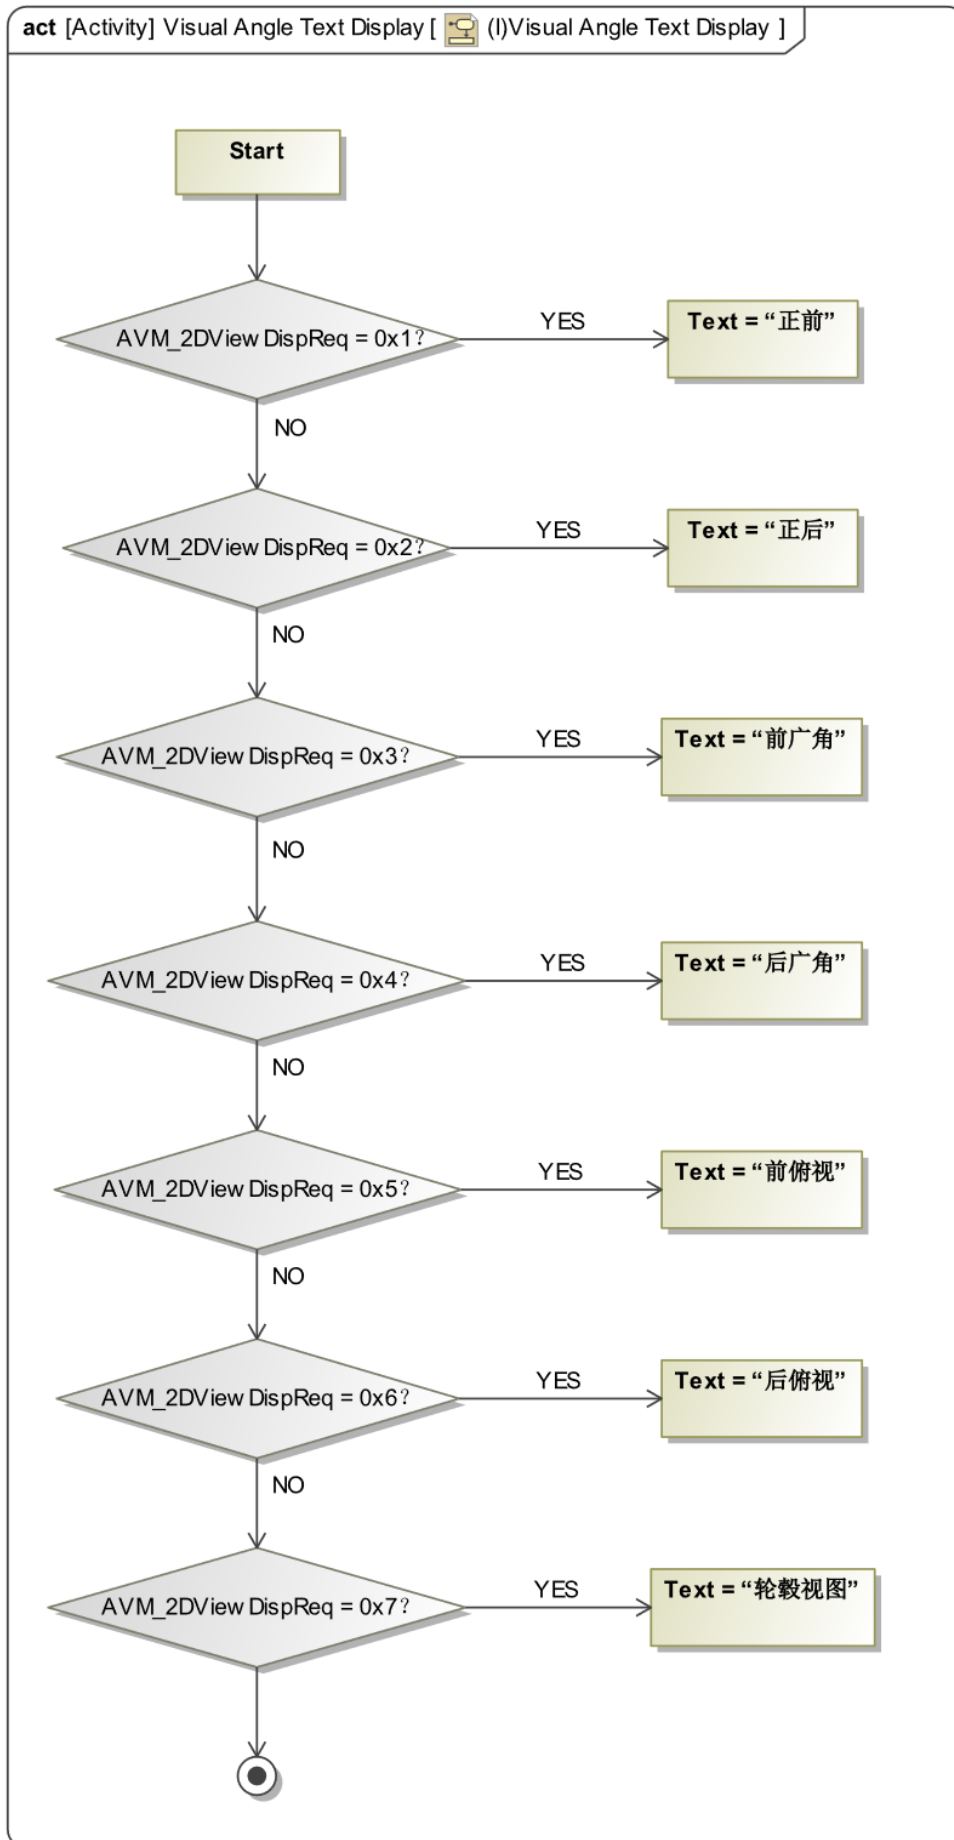 act [Activity] Visual Angle Text Display [ (I)Visual Angle Text Display ]
Start
AVM_2DView DispReq = 0x1?
YES
Text = “正前”
NO
AVM_2DView DispReq = 0x2?
YES
Text = “正后”
NO
AVM_2DView DispReq = 0x3?
YES
Text = “前广角”
NO
AVM_2DView DispReq = 0x4?
YES
Text = “后广角”
NO
AVM_2DView DispReq = 0x5?
YES
Text = “前俯视”
NO
AVM_2DView DispReq = 0x6?
YES
Text = “后俯视”
NO
AVM_2DView DispReq = 0x7?
YES
Text = “轮毂视图”